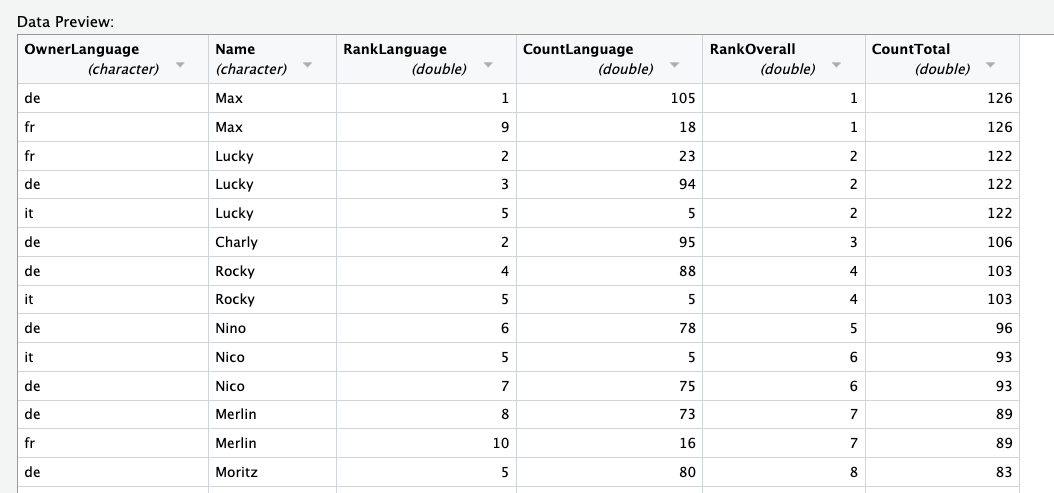 Data Preview:
OwnerLanguage Name RankLanguage CountLanguage RankOverall CountTotal
(character) (character) (double) (double) (double) (double)
de Max 1 105 1 126
fr Max 9 18 1 126
fr Lucky 2 23 2 122
de Lucky 3 94 2 122
it Lucky 5 5 2 122
de Charly 2 95 3 106
de Rocky 4 88 4 103
it Rocky 5 5 4 103
de Nino 6 78 5 96
it Nico 5 5 6 93
de Nico 7 75 6 93
de Merlin 8 73 7 89
fr Merlin 10 16 7 89
de Moritz 5 80 8 83